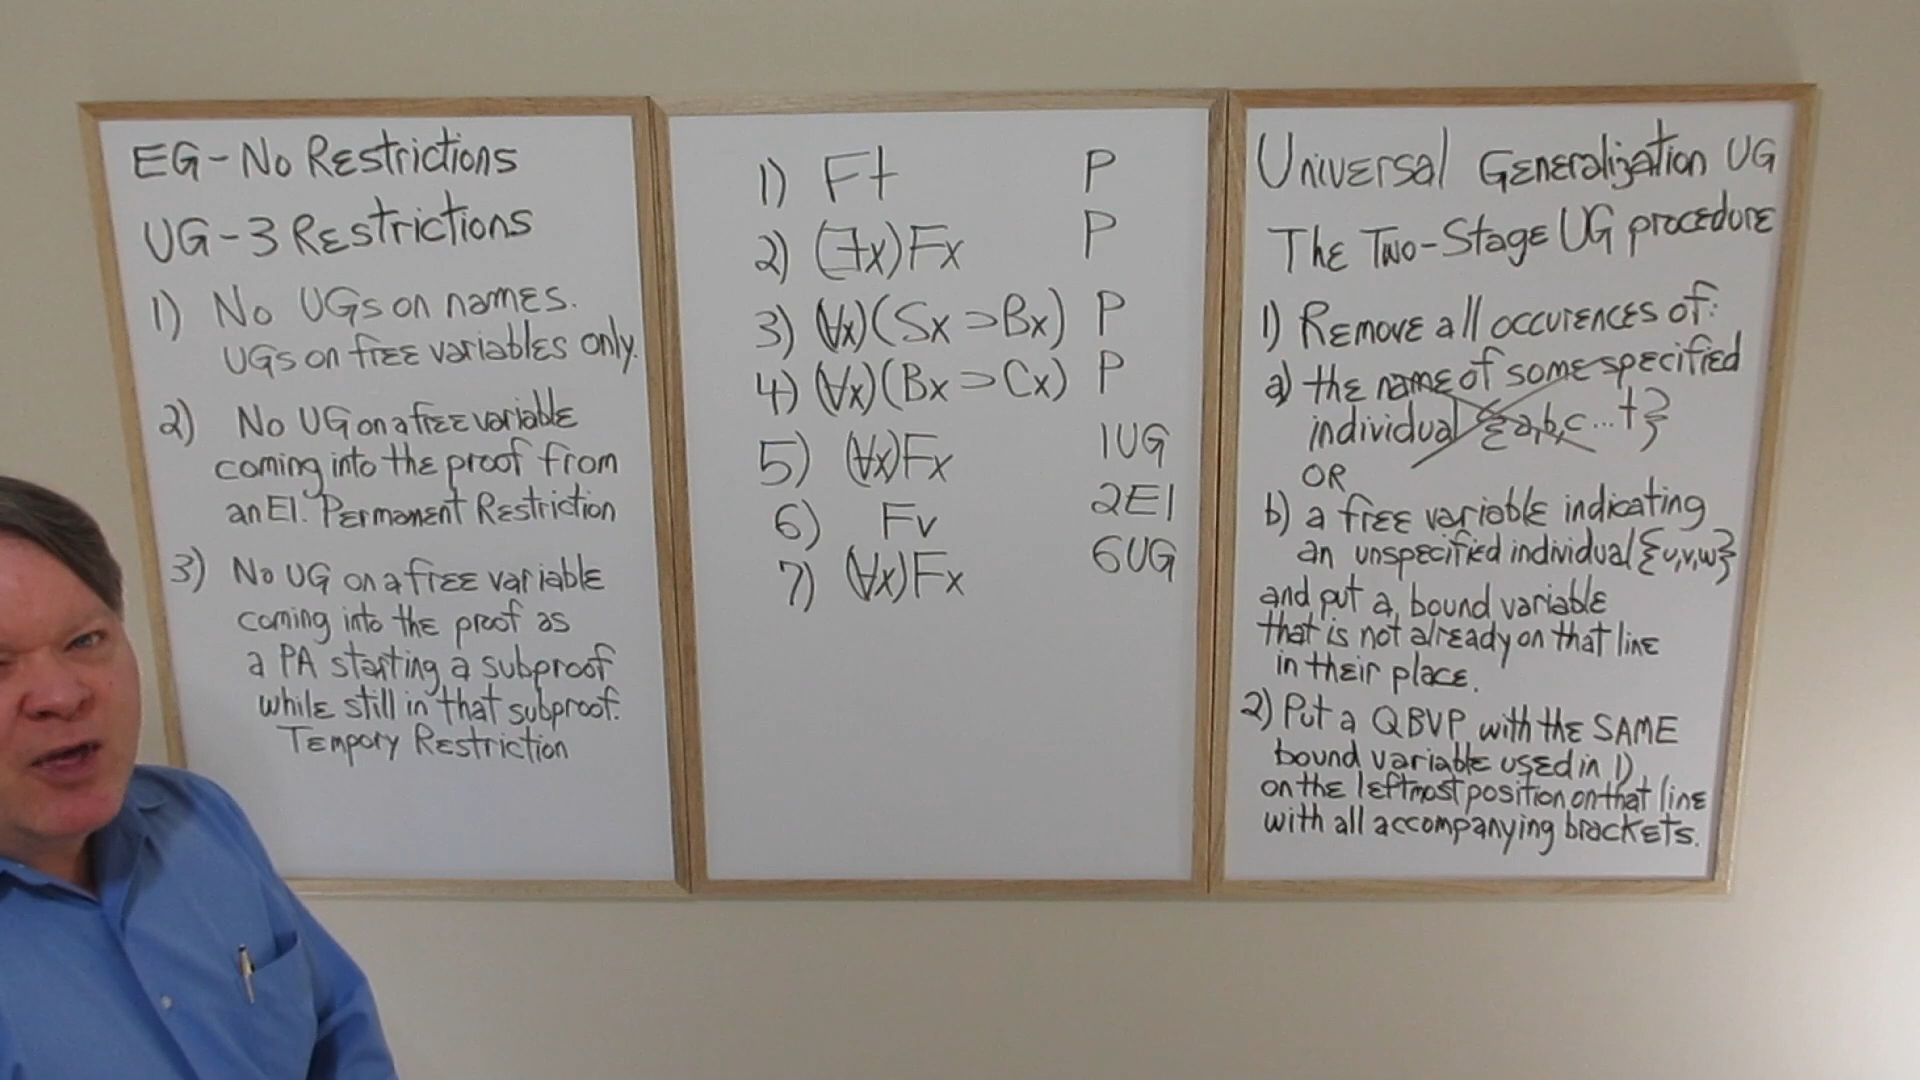 EG - No Restrictions
UG - 3 Restrictions
1) No UGs on names.
UGs on free variables only.
2) No UG on a free variable
coming into the proof from
an EI. Permanent Restriction
3) No UG on a free variable
coming into the proof as
a PA starting a subproof
while still in that subproof.
Tempory Restriction
1) Ft P
2) (∃x)Fx P
3) (∀x)(Sx ⊃ Bx) P
4) (∀x)(Bx ⊃ Cx) P
5) (∀x)Fx 1UG
6) Fv 2EI
7) (∀x)Fx 6UG
Universal Generalization UG
The Two-Stage UG procedure
1) Remove all occurences of:
a) the name of some specified
individual {a,b,c...t}
OR
b) a free variable indicating
an unspecified individual {u,v,w}
and put a bound variable
that is not already on that line
in their place.
2) Put a QBVP with the SAME
bound variable used in 1)
on the leftmost position on that line
with all accompanying brackets.